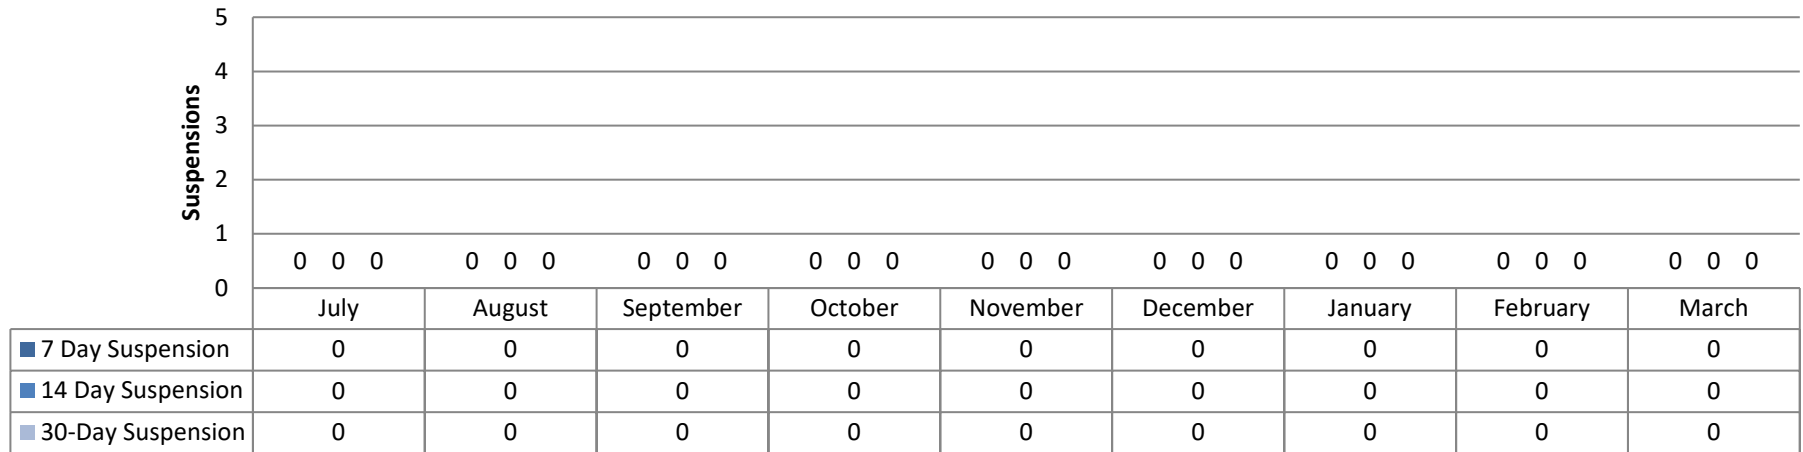 5
4
3
2
1
0
Suspensions
0 0 0 0 0 0 0 0 0 0 0 0 0 0 0 0 0 0 0 0 0 0 0 0 0 0 0
July August September October November December January February March
7 Day Suspension 0 0 0 0 0 0 0 0 0
14 Day Suspension 0 0 0 0 0 0 0 0 0
30-Day Suspension 0 0 0 0 0 0 0 0 0